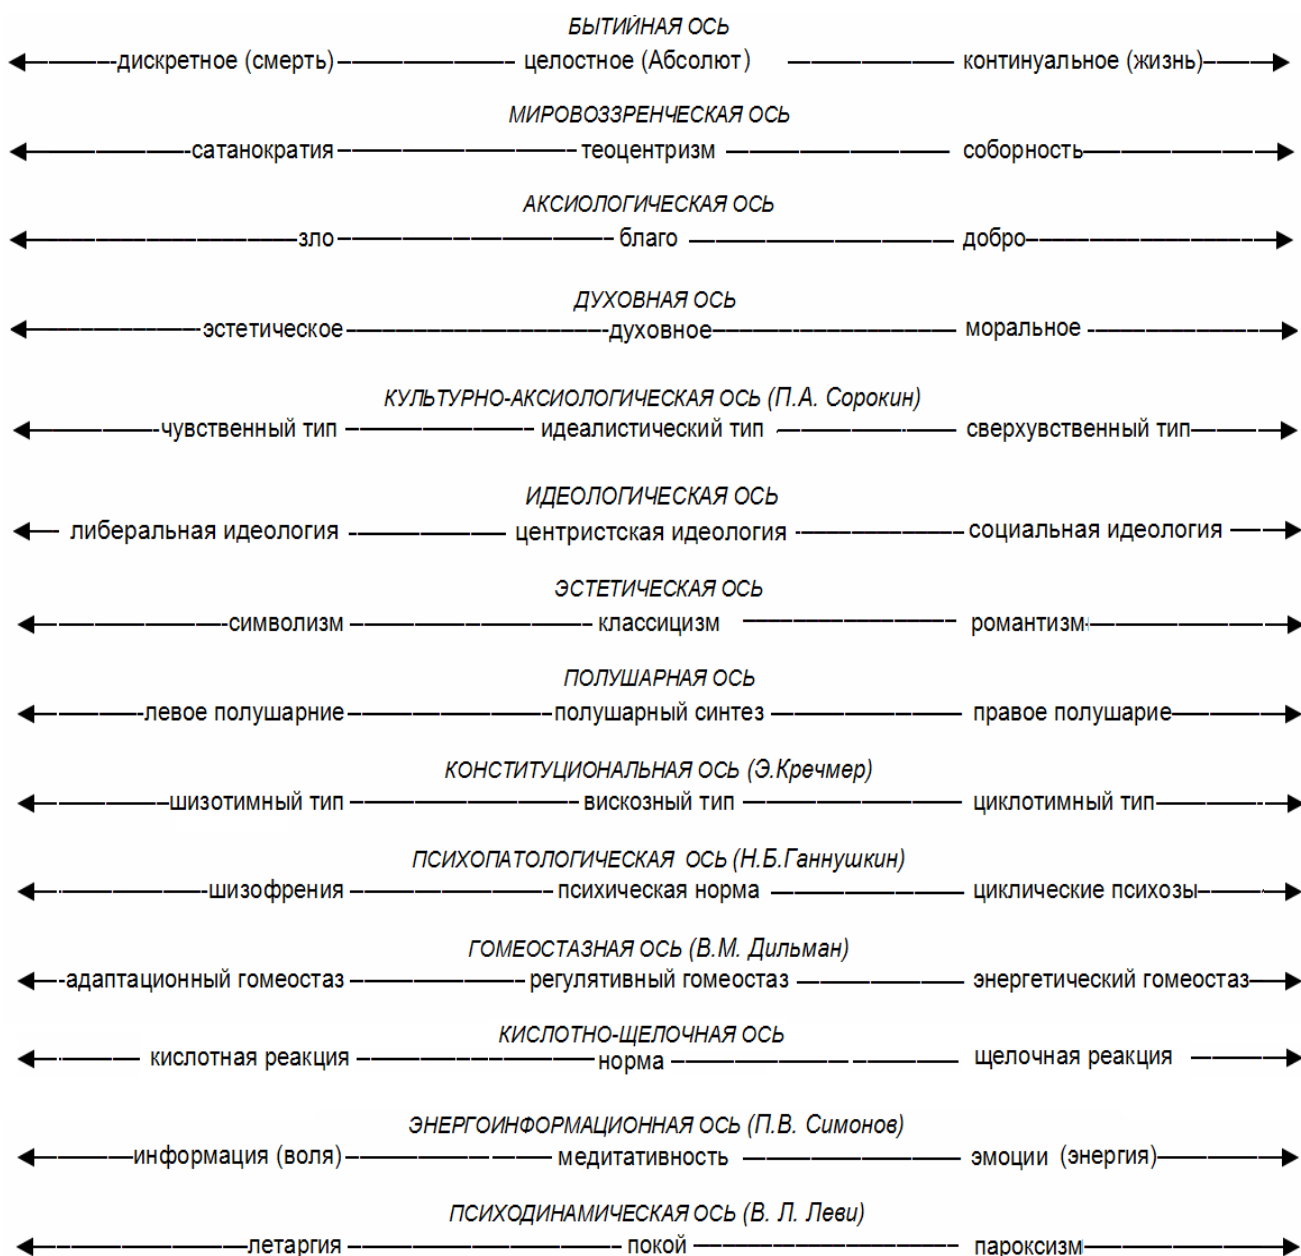 БЫТИЙНАЯ ОСЬ
дискретное (смерть) целостное (Абсолют) континуальное (жизнь)
МИРОВОЗЗРЕНЧЕСКАЯ ОСЬ
сатанократия теоцентризм соборность
АКСИОЛОГИЧЕСКАЯ ОСЬ
зло благо добро
ДУХОВНАЯ ОСЬ
эстетическое духовное моральное
КУЛЬТУРНО-АКСИОЛОГИЧЕСКАЯ ОСЬ (П.А. Сорокин)
чувственный тип идеалистический тип сверхувственный тип
ИДЕОЛОГИЧЕСКАЯ ОСЬ
либеральная идеология центристская идеология социальная идеология
ЭСТЕТИЧЕСКАЯ ОСЬ
символизм классицизм романтизм
ПОЛУШАРНАЯ ОСЬ
левое полушарние полушарный синтез правое полушарие
КОНСТИТУЦИОНАЛЬНАЯ ОСЬ (Э.Кречмер)
шизотимный тип вискозный тип циклотимный тип
ПСИХОПАТОЛОГИЧЕСКАЯ ОСЬ (Н.Б.Ганнушкин)
шизофрения психическая норма циклические психозы
ГОМЕОСТАЗНАЯ ОСЬ (В.М. Дильман)
адаптационный гомеостаз регулятивный гомеостаз энергетический гомеостаз
КИСЛОТНО-ЩЕЛОЧНАЯ ОСЬ
кислотная реакция норма щелочная реакция
ЭНЕРГОИНФОРМАЦИОННАЯ ОСЬ (П.В. Симонов)
информация (воля) медитативность эмоции (энергия)
ПСИХОДИНАМИЧЕСКАЯ ОСЬ (В. Л. Леви)
летаргия покой пароксизм